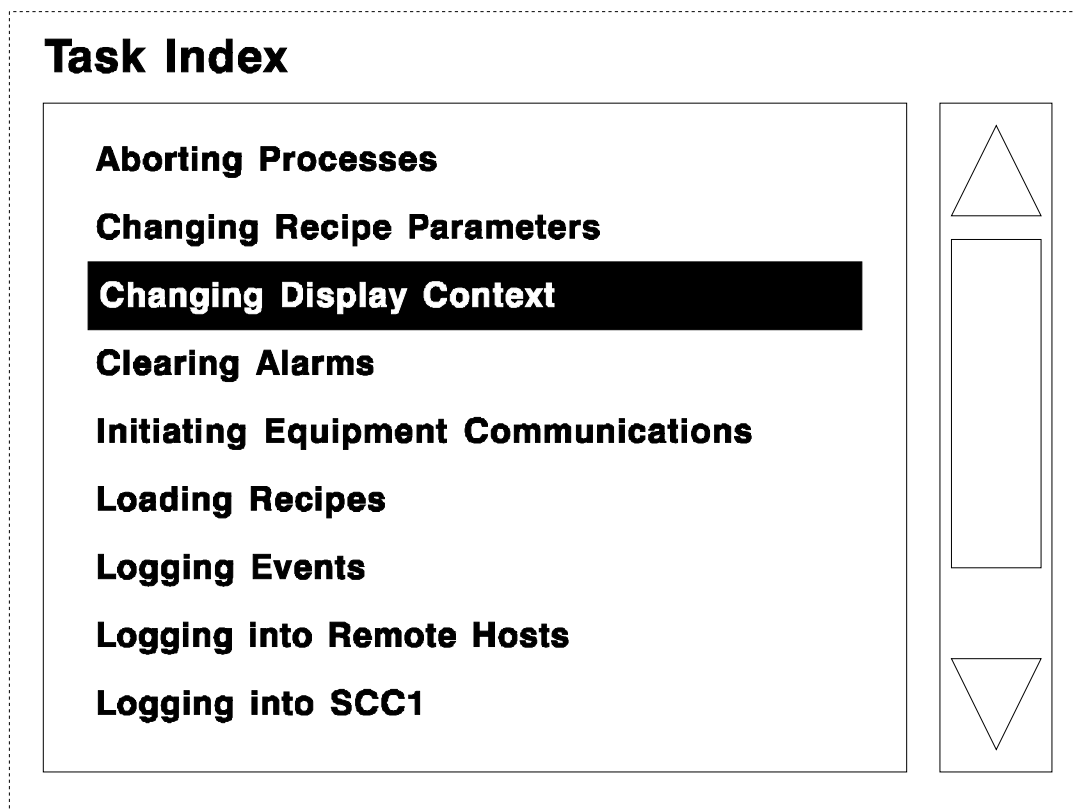 Task Index
Aborting Processes
Changing Recipe Parameters
Changing Display Context
Clearing Alarms
Initiating Equipment Communications
Loading Recipes
Logging Events
Logging into Remote Hosts
Logging into SCC1